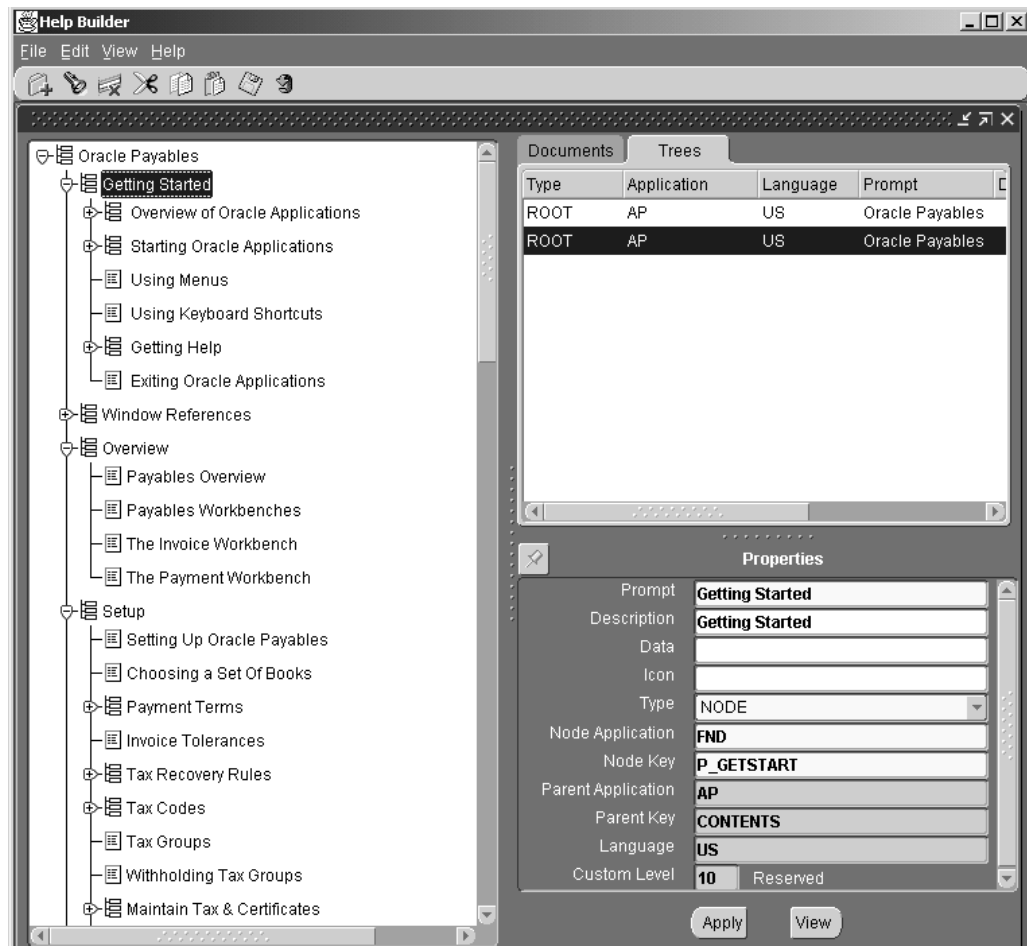 Help Builder
File Edit View Help
Oracle Payables
Getting Started
Overview of Oracle Applications
Starting Oracle Applications
Using Menus
Using Keyboard Shortcuts
Getting Help
Exiting Oracle Applications
Window References
Overview
Payables Overview
Payables Workbenches
The Invoice Workbench
The Payment Workbench
Setup
Setting Up Oracle Payables
Choosing a Set Of Books
Payment Terms
Invoice Tolerances
Tax Recovery Rules
Tax Codes
Tax Groups
Withholding Tax Groups
Maintain Tax & Certificates
Documents Trees
Type Application Language Prompt
ROOT AP US Oracle Payables
ROOT AP US Oracle Payables
Properties
Prompt Getting Started
Description Getting Started
Data
Icon
Type NODE
Node Application FND
Node Key P_GETSTART
Parent Application AP
Parent Key CONTENTS
Language US
Custom Level 10 Reserved
Apply View